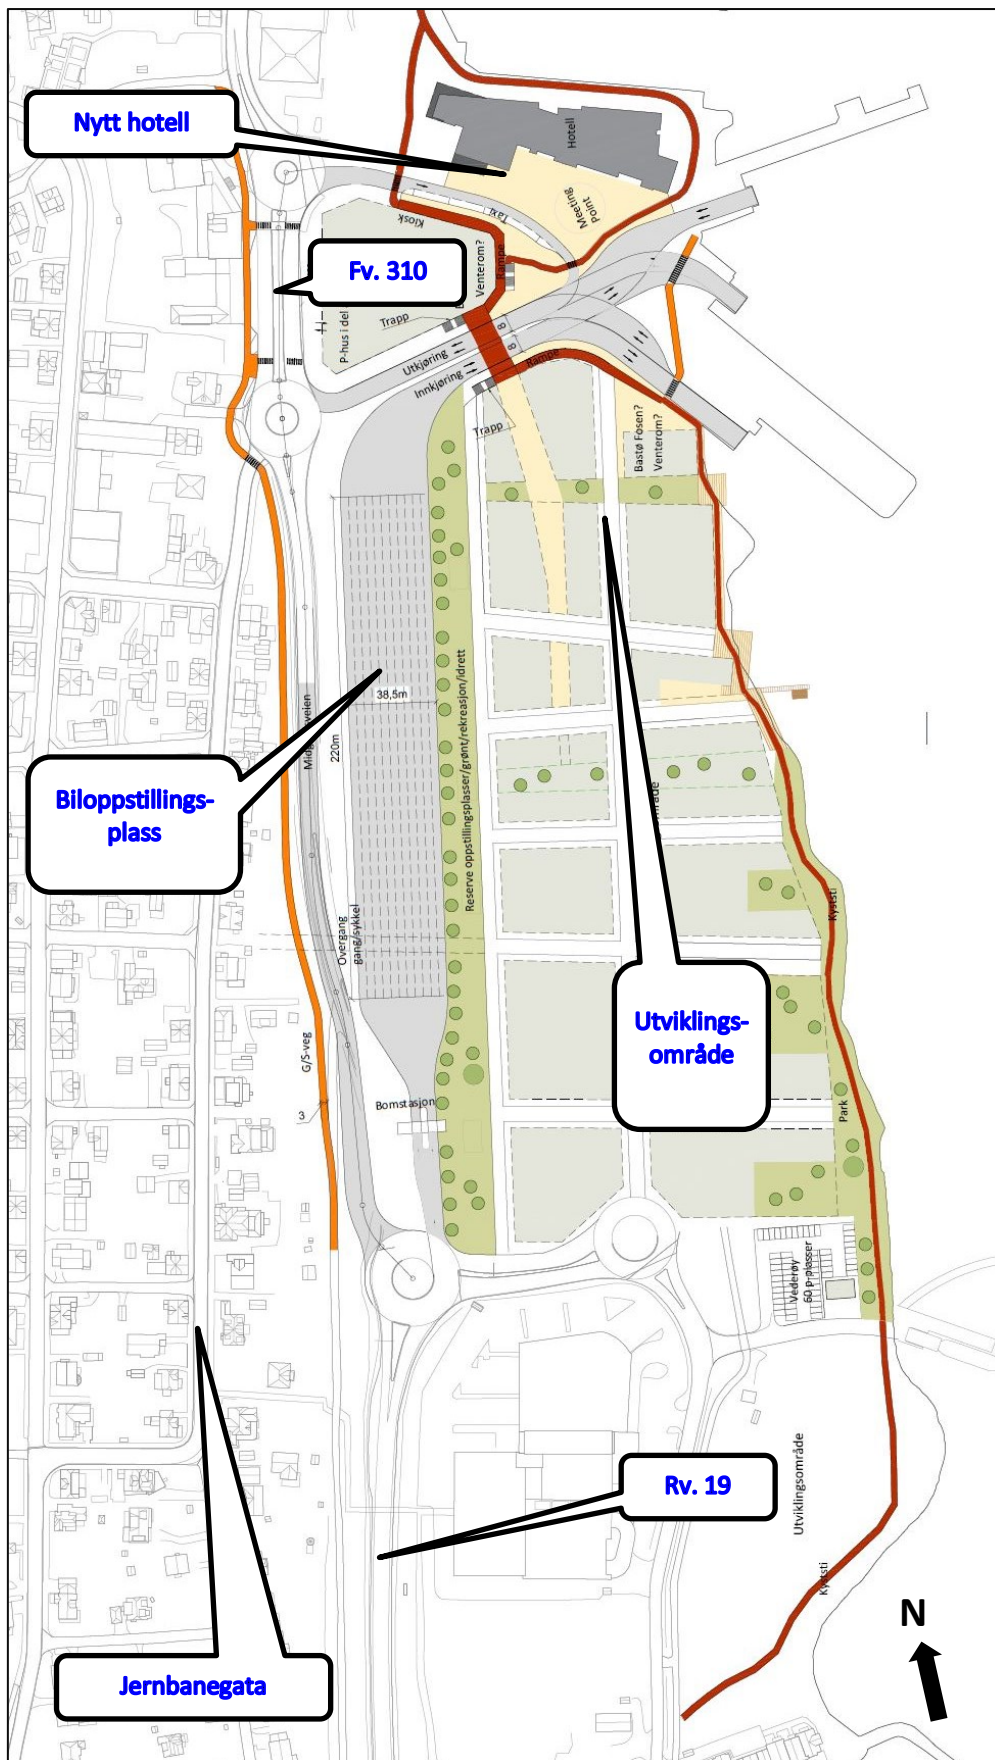 Nytt hotell
Hotell
Meeting
Point
Taxi
Kiosk
Fv. 310
Venterom?
Rampe
P-hus i del
Trapp
Utkjøring
Innkjøring
8
8
Rampe
Trapp
Bastø Fosen?
Venterom?
38,5m
220m
Reserve oppstillingsplasser/grønt/rekreasjon/idrett
Biloppstillings-
plass
Overgang
gang/sykkel
Kyststi
Utviklings-
område
G/S-veg
3
Bomstasjon
Park
Vederøy
60 p-plasser
Rv. 19
Utviklingsområde
Kyststi
N
Jernbanegata